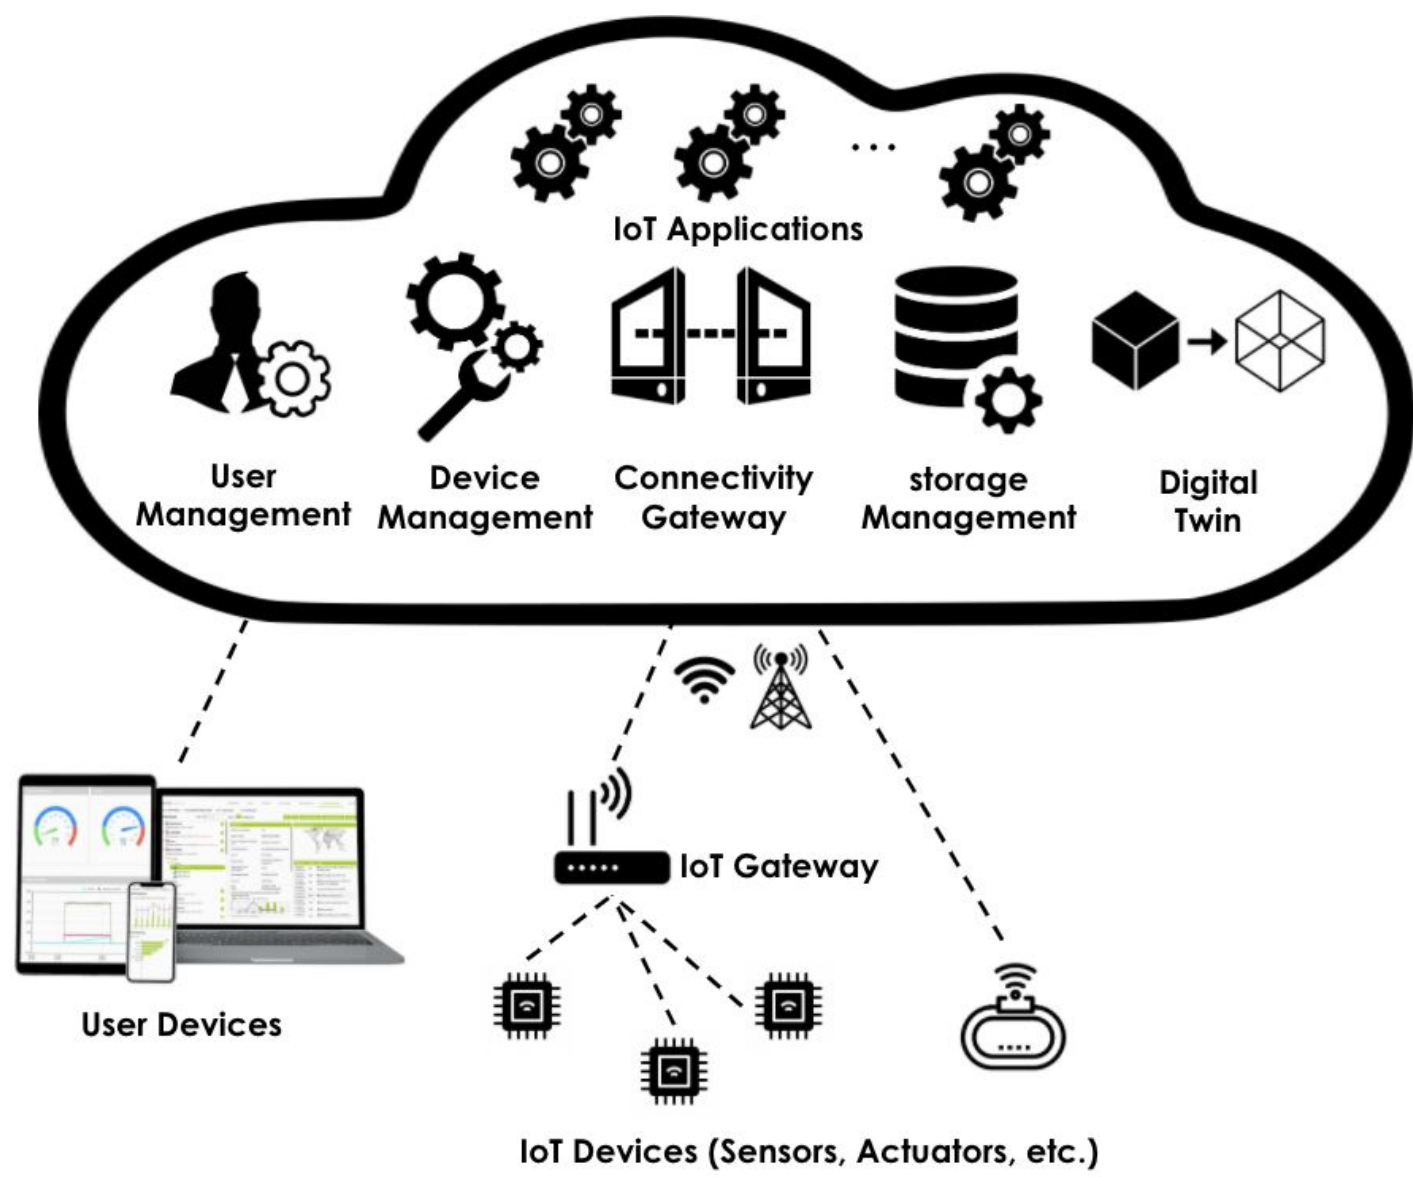 ...
IoT Applications
User
Management
Device
Management
Connectivity
Gateway
storage
Management
Digital
Twin
IoT Gateway
User Devices
IoT Devices (Sensors, Actuators, etc.)